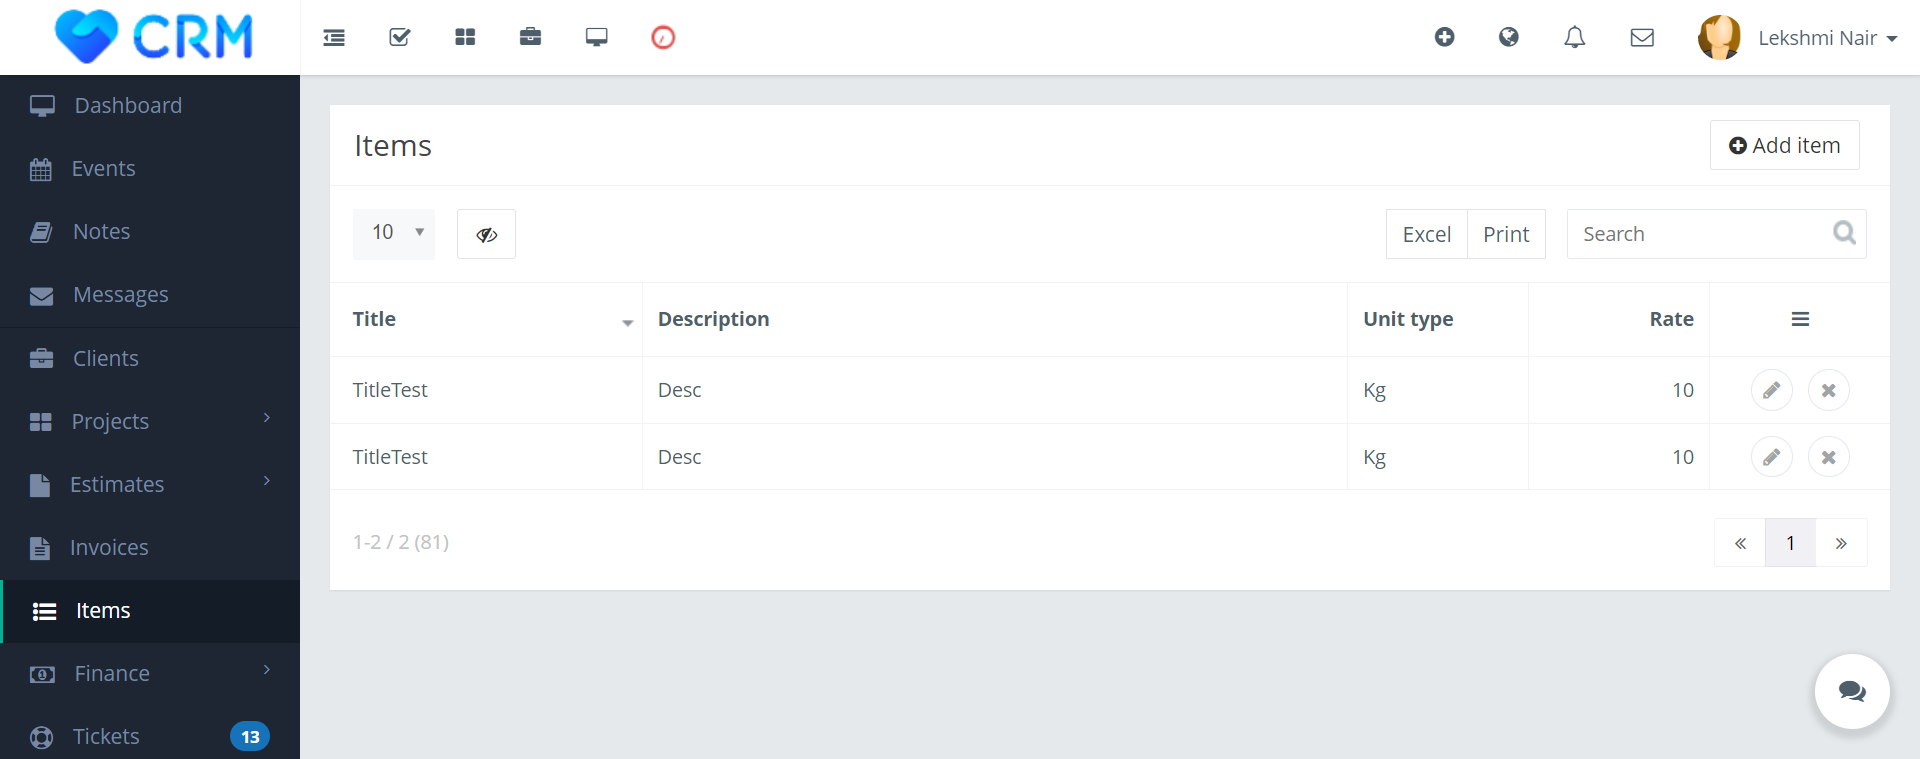 CRM
Lekshmi Nair
Dashboard
Events
Notes
Messages
Clients
Projects
Estimates
Invoices
Items
Finance
Tickets 13
Items
Add item
10
Excel Print Search
Title Description Unit type Rate
TitleTest Desc Kg 10
TitleTest Desc Kg 10
1-2 / 2 (81)
« 1 »